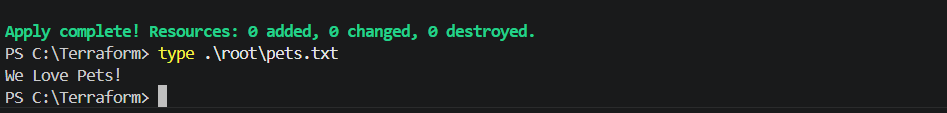 Apply complete! Resources: 0 added, 0 changed, 0 destroyed.
PS C:\Terraform> type .\root\pets.txt
We Love Pets!
PS C:\Terraform>